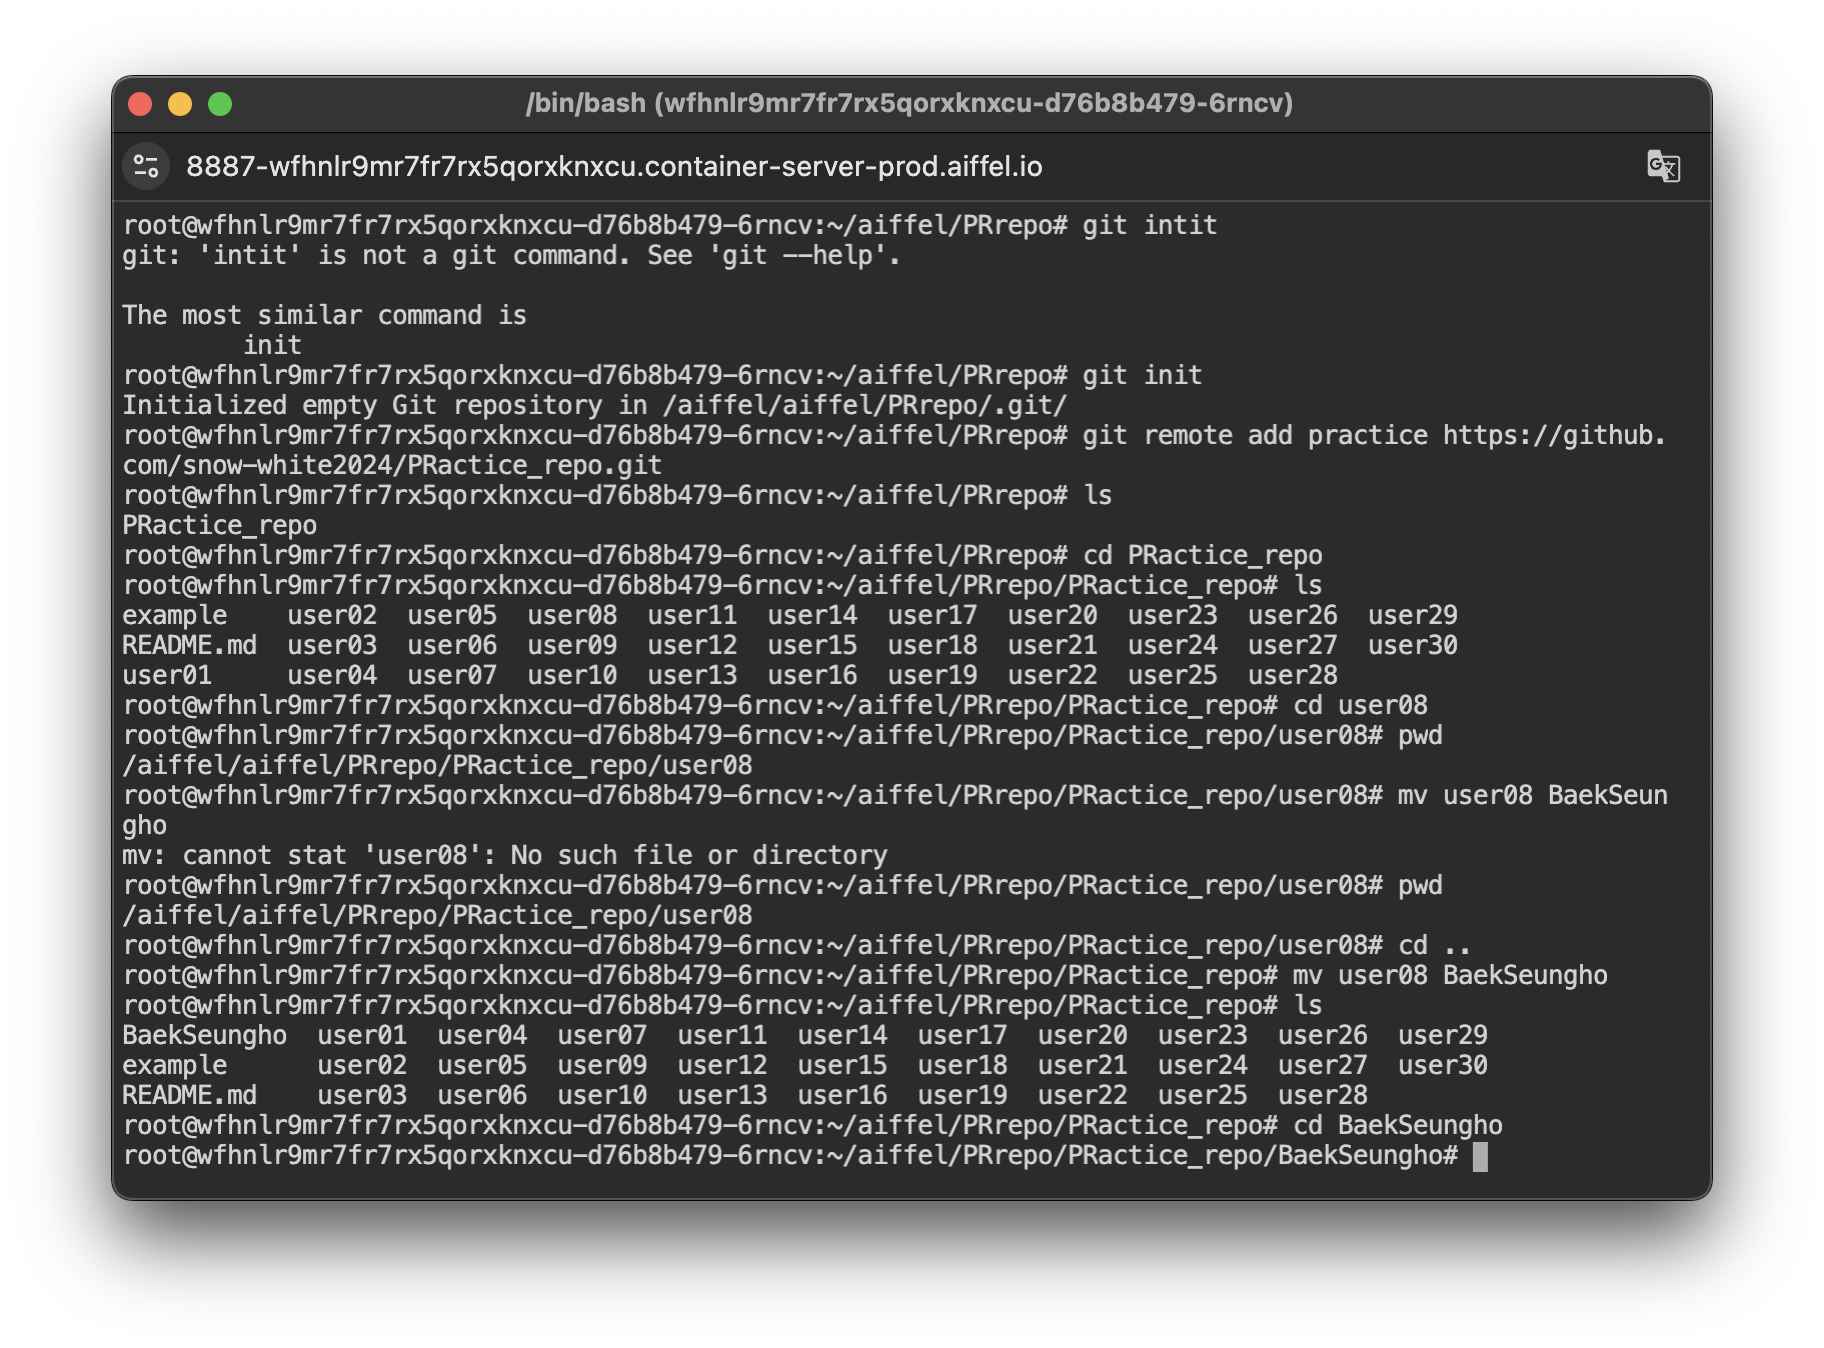 /bin/bash (wfhnlr9mr7fr7rx5qorxknxcu-d76b8b479-6rncv)
8887-wfhnlr9mr7fr7rx5qorxknxcu.container-server-prod.aiffel.io
root@wfhnlr9mr7fr7rx5qorxknxcu-d76b8b479-6rncv:~/aiffel/PRrepo# git intit
git: 'intit' is not a git command. See 'git --help'.
The most similar command is
        init
root@wfhnlr9mr7fr7rx5qorxknxcu-d76b8b479-6rncv:~/aiffel/PRrepo# git init
Initialized empty Git repository in /aiffel/aiffel/PRrepo/.git/
root@wfhnlr9mr7fr7rx5qorxknxcu-d76b8b479-6rncv:~/aiffel/PRrepo# git remote add practice https://github.
com/snow-white2024/PRactice_repo.git
root@wfhnlr9mr7fr7rx5qorxknxcu-d76b8b479-6rncv:~/aiffel/PRrepo# ls
PRactice_repo
root@wfhnlr9mr7fr7rx5qorxknxcu-d76b8b479-6rncv:~/aiffel/PRrepo# cd PRactice_repo
root@wfhnlr9mr7fr7rx5qorxknxcu-d76b8b479-6rncv:~/aiffel/PRrepo/PRactice_repo# ls
example    user02  user05  user08  user11  user14  user17  user20  user23  user26  user29
README.md  user03  user06  user09  user12  user15  user18  user21  user24  user27  user30
user01     user04  user07  user10  user13  user16  user19  user22  user25  user28
root@wfhnlr9mr7fr7rx5qorxknxcu-d76b8b479-6rncv:~/aiffel/PRrepo/PRactice_repo# cd user08
root@wfhnlr9mr7fr7rx5qorxknxcu-d76b8b479-6rncv:~/aiffel/PRrepo/PRactice_repo/user08# pwd
/aiffel/aiffel/PRrepo/PRactice_repo/user08
root@wfhnlr9mr7fr7rx5qorxknxcu-d76b8b479-6rncv:~/aiffel/PRrepo/PRactice_repo/user08# mv user08 BaekSeun
gho
mv: cannot stat 'user08': No such file or directory
root@wfhnlr9mr7fr7rx5qorxknxcu-d76b8b479-6rncv:~/aiffel/PRrepo/PRactice_repo/user08# pwd
/aiffel/aiffel/PRrepo/PRactice_repo/user08
root@wfhnlr9mr7fr7rx5qorxknxcu-d76b8b479-6rncv:~/aiffel/PRrepo/PRactice_repo/user08# cd ..
root@wfhnlr9mr7fr7rx5qorxknxcu-d76b8b479-6rncv:~/aiffel/PRrepo/PRactice_repo# mv user08 BaekSeungho
root@wfhnlr9mr7fr7rx5qorxknxcu-d76b8b479-6rncv:~/aiffel/PRrepo/PRactice_repo# ls
BaekSeungho  user01  user04  user07  user11  user14  user17  user20  user23  user26  user29
example      user02  user05  user09  user12  user15  user18  user21  user24  user27  user30
README.md    user03  user06  user10  user13  user16  user19  user22  user25  user28
root@wfhnlr9mr7fr7rx5qorxknxcu-d76b8b479-6rncv:~/aiffel/PRrepo/PRactice_repo# cd BaekSeungho
root@wfhnlr9mr7fr7rx5qorxknxcu-d76b8b479-6rncv:~/aiffel/PRrepo/PRactice_repo/BaekSeungho#